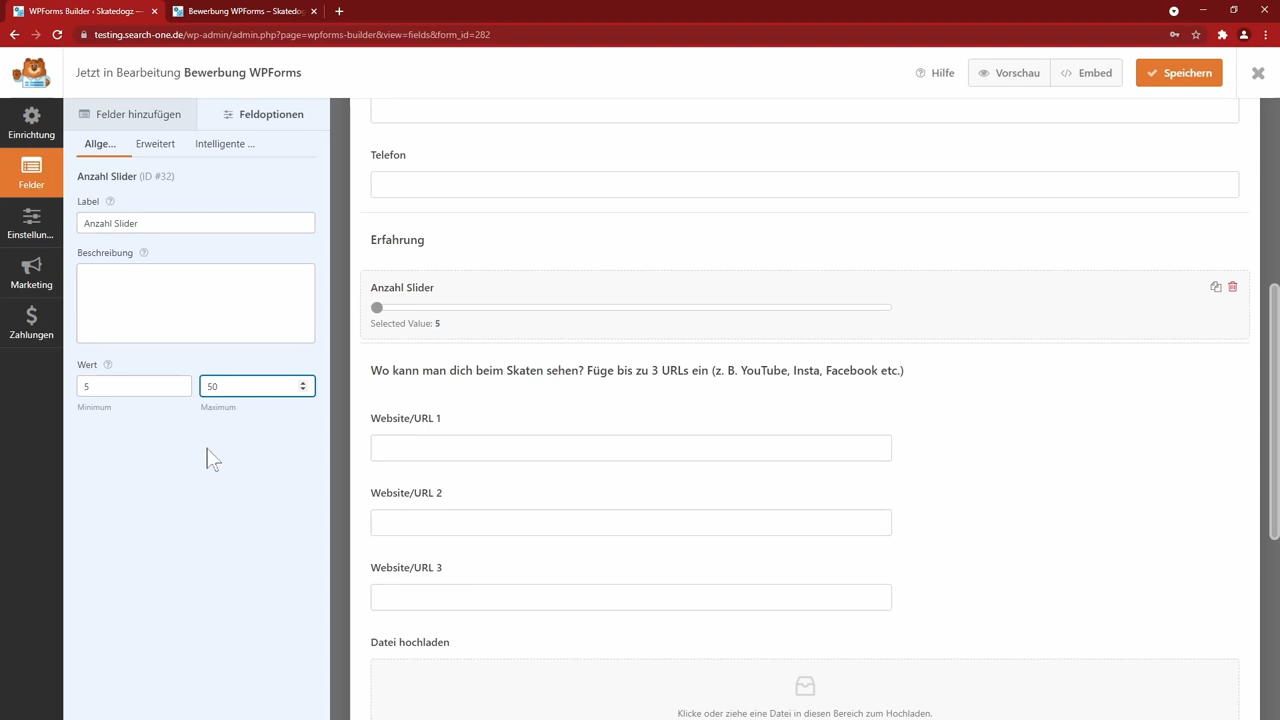 WPForms Builder ‹ Skatedogz —
Bewerbung WPForms – Skatedog
testing.search-one.de/wp-admin/admin.php?page=wpforms-builder&view=fields&form_id=282
Jetzt in Bearbeitung Bewerbung WPForms
Hilfe
Vorschau
Embed
Speichern
Einrichtung
Felder
Einstellun...
Marketing
Zahlungen
Felder hinzufügen
Feldoptionen
Allge...
Erweitert
Intelligente ...
Anzahl Slider (ID #32)
Label
Anzahl Slider
Beschreibung
Wert
5
50
Minimum
Maximum
Telefon
Erfahrung
Anzahl Slider
Selected Value: 5
Wo kann man dich beim Skaten sehen? Füge bis zu 3 URLs ein (z. B. YouTube, Insta, Facebook etc.)
Website/URL 1
Website/URL 2
Website/URL 3
Datei hochladen
Klicke oder ziehe eine Datei in diesen Bereich zum Hochladen.